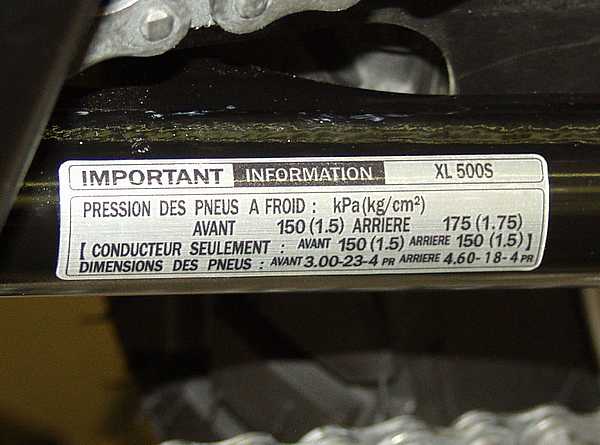 IMPORTANT INFORMATION XL 500S
PRESSION DES PNEUS A FROID : kPa(kg/cm²)
AVANT 150 (1.5) ARRIERE 175 (1.75)
[ CONDUCTEUR SEULEMENT : AVANT 150 (1.5) ARRIERE 150 (1.5) ]
DIMENSIONS DES PNEUS : AVANT 3.00-23-4 PR ARRIERE 4.60-18-4 PR